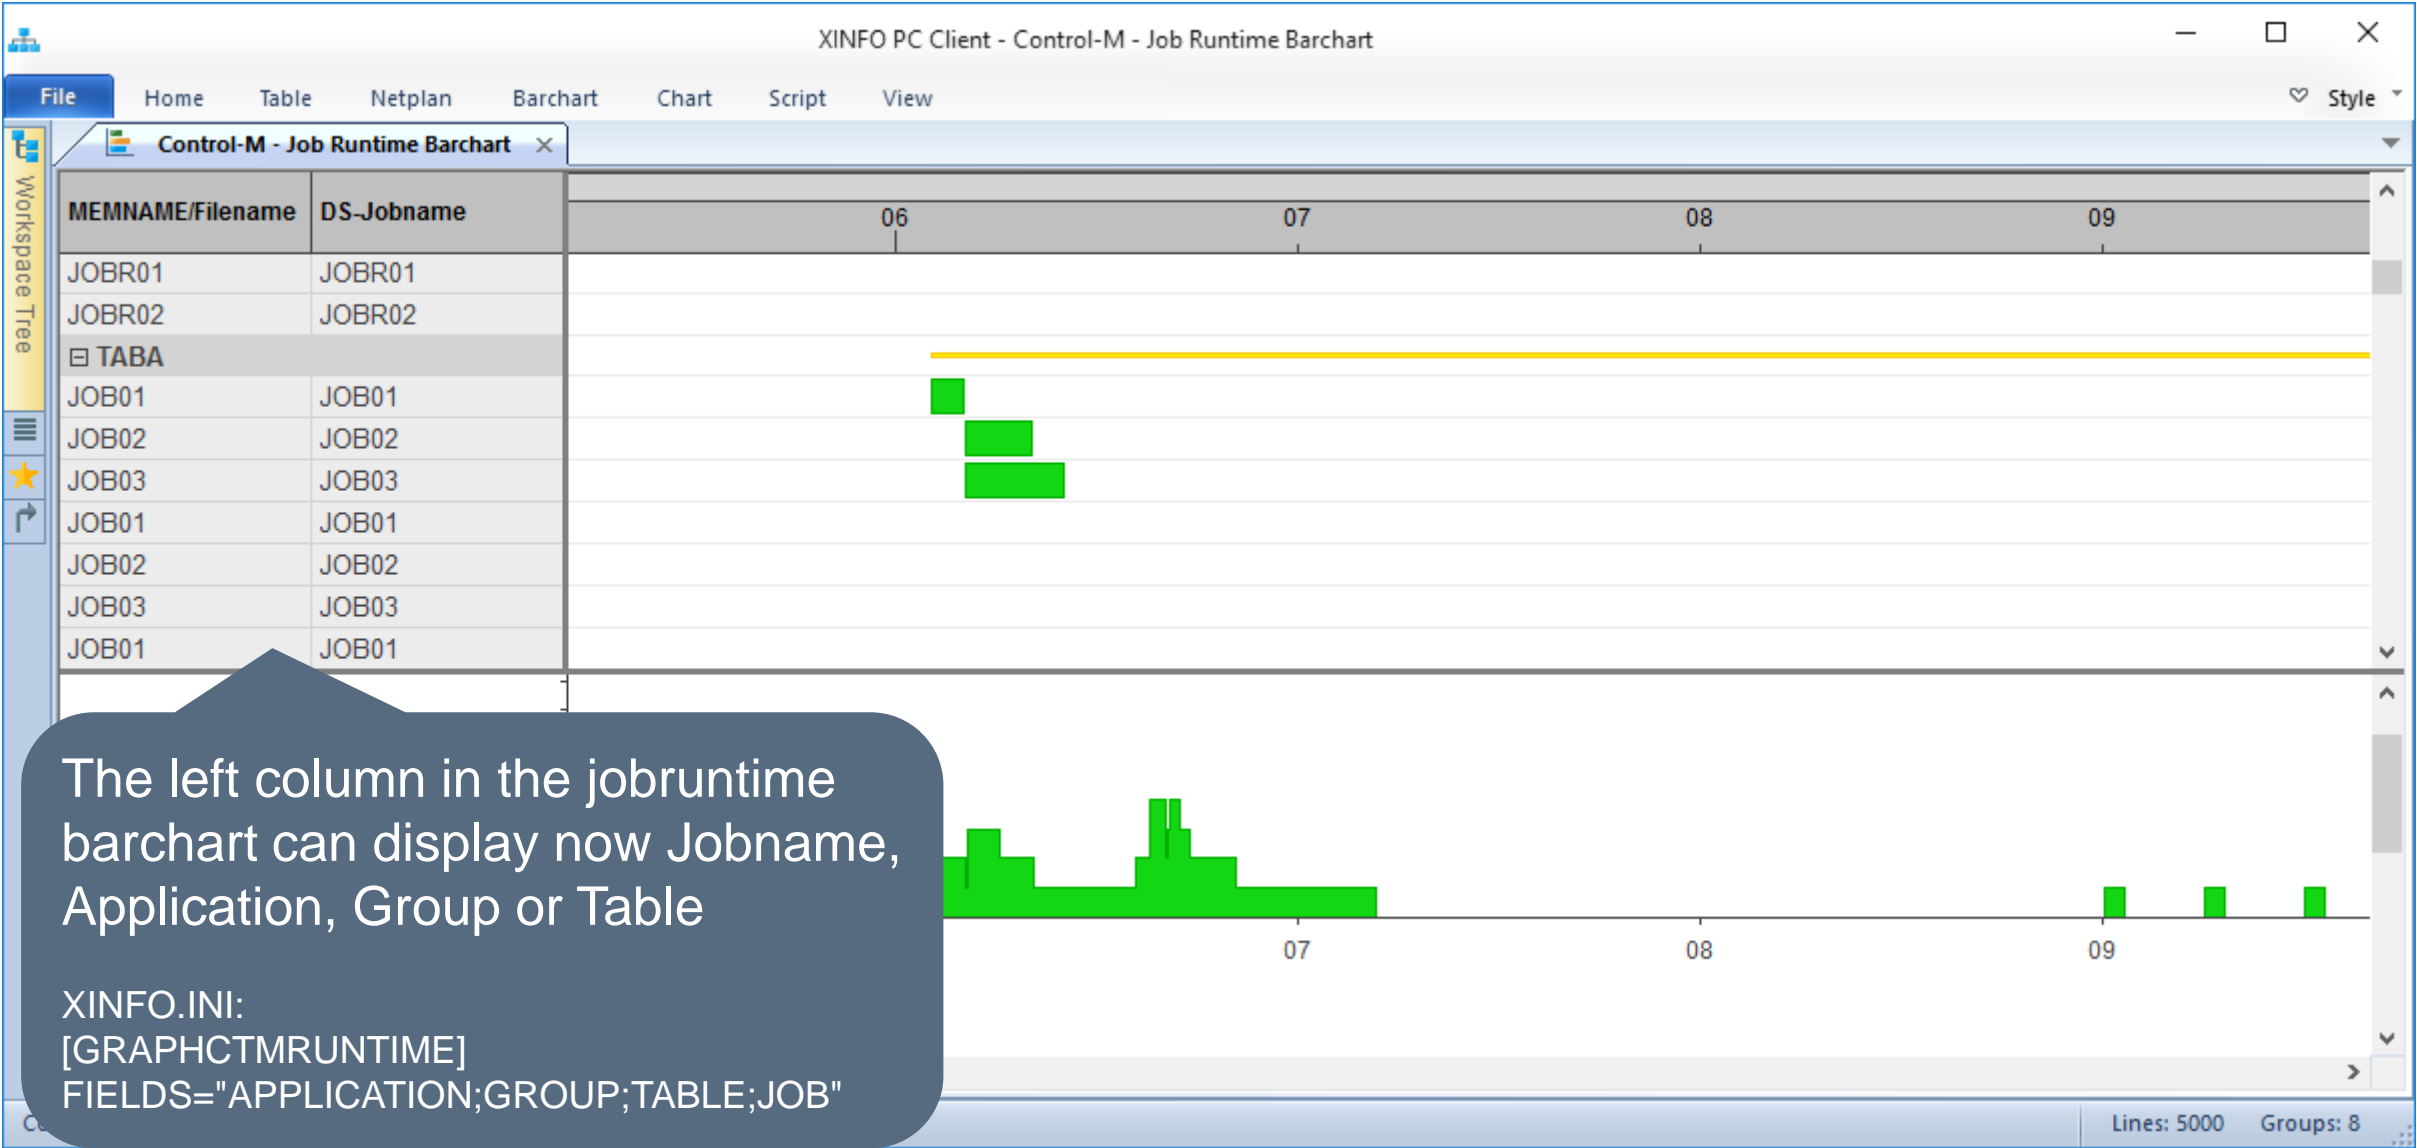 XINFO PC Client - Control-M - Job Runtime Barchart
File Home Table Netplan Barchart Chart Script View Style
Control-M - Job Runtime Barchart
Workspace Tree
MEMNAME/Filename DS-Jobname
06 07 08 09
JOBR01 JOBR01
JOBR02 JOBR02
TABA
JOB01 JOB01
JOB02 JOB02
JOB03 JOB03
JOB01 JOB01
JOB02 JOB02
JOB03 JOB03
JOB01 JOB01
The left column in the jobruntime
barchart can display now Jobname,
Application, Group or Table
XINFO.INI:
[GRAPHCTMRUNTIME]
FIELDS="APPLICATION;GROUP;TABLE;JOB"
07 08 09
Lines: 5000 Groups: 8